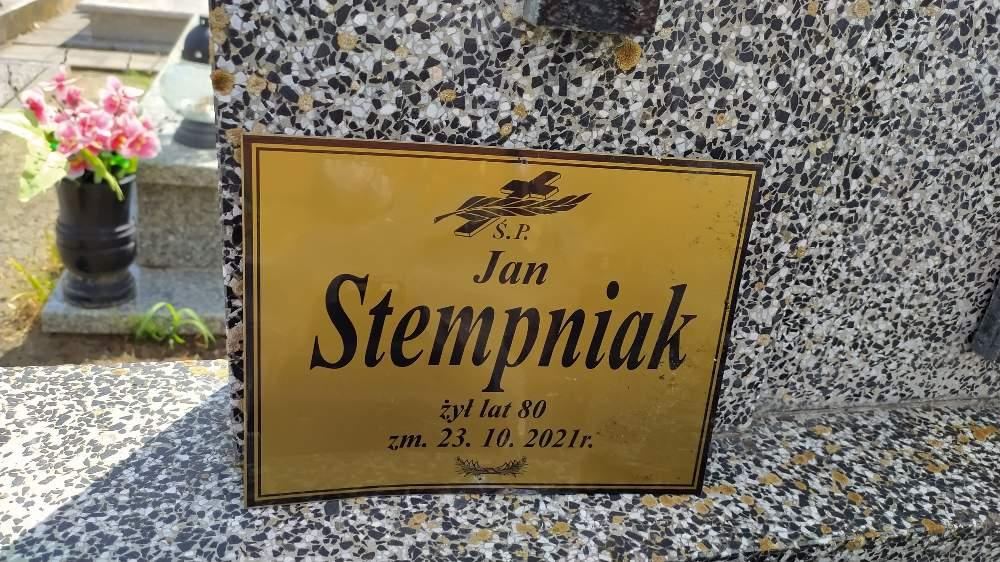 Ś.P.
Jan
Stempniak
żył lat 80
zm. 23. 10. 2021r.